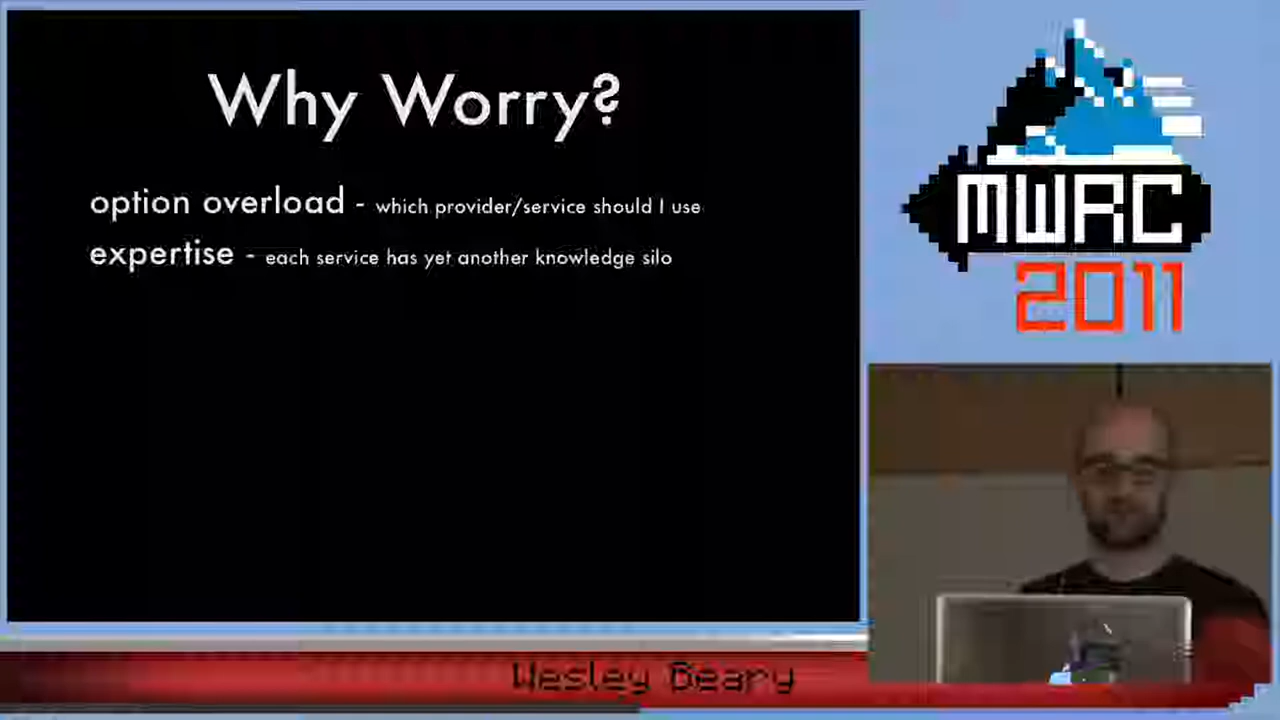 Why Worry?
option overload - which provider/service should I use
expertise - each service has yet another knowledge silo
MWRC
2011
Wesley Beary